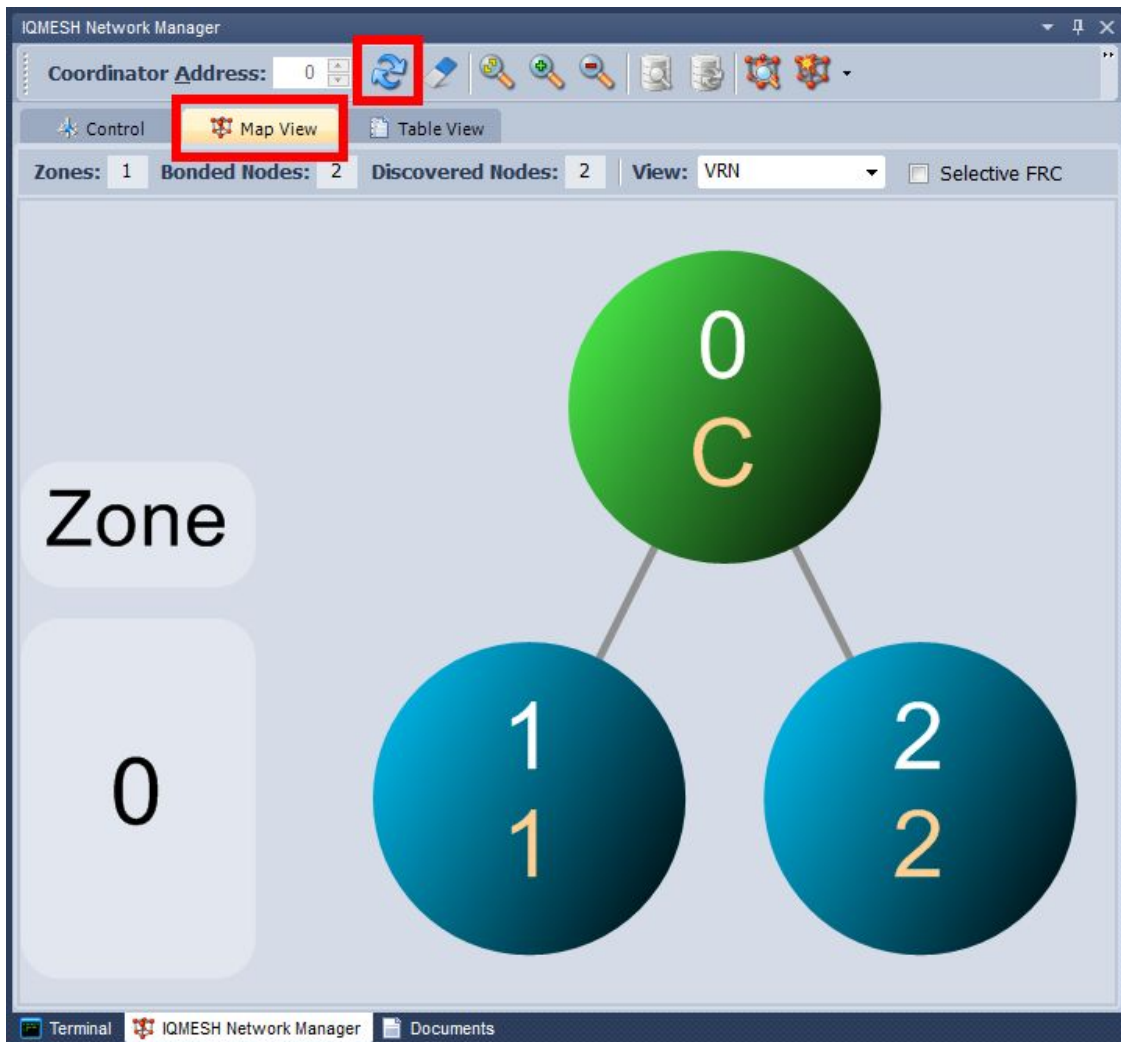 IQMESH Network Manager
Coordinator Address: 0
Control Map View Table View
Zones: 1 Bonded Nodes: 2 Discovered Nodes: 2 View: VRN Selective FRC
0
C
Zone
0
1
1
2
2
Terminal IQMESH Network Manager Documents